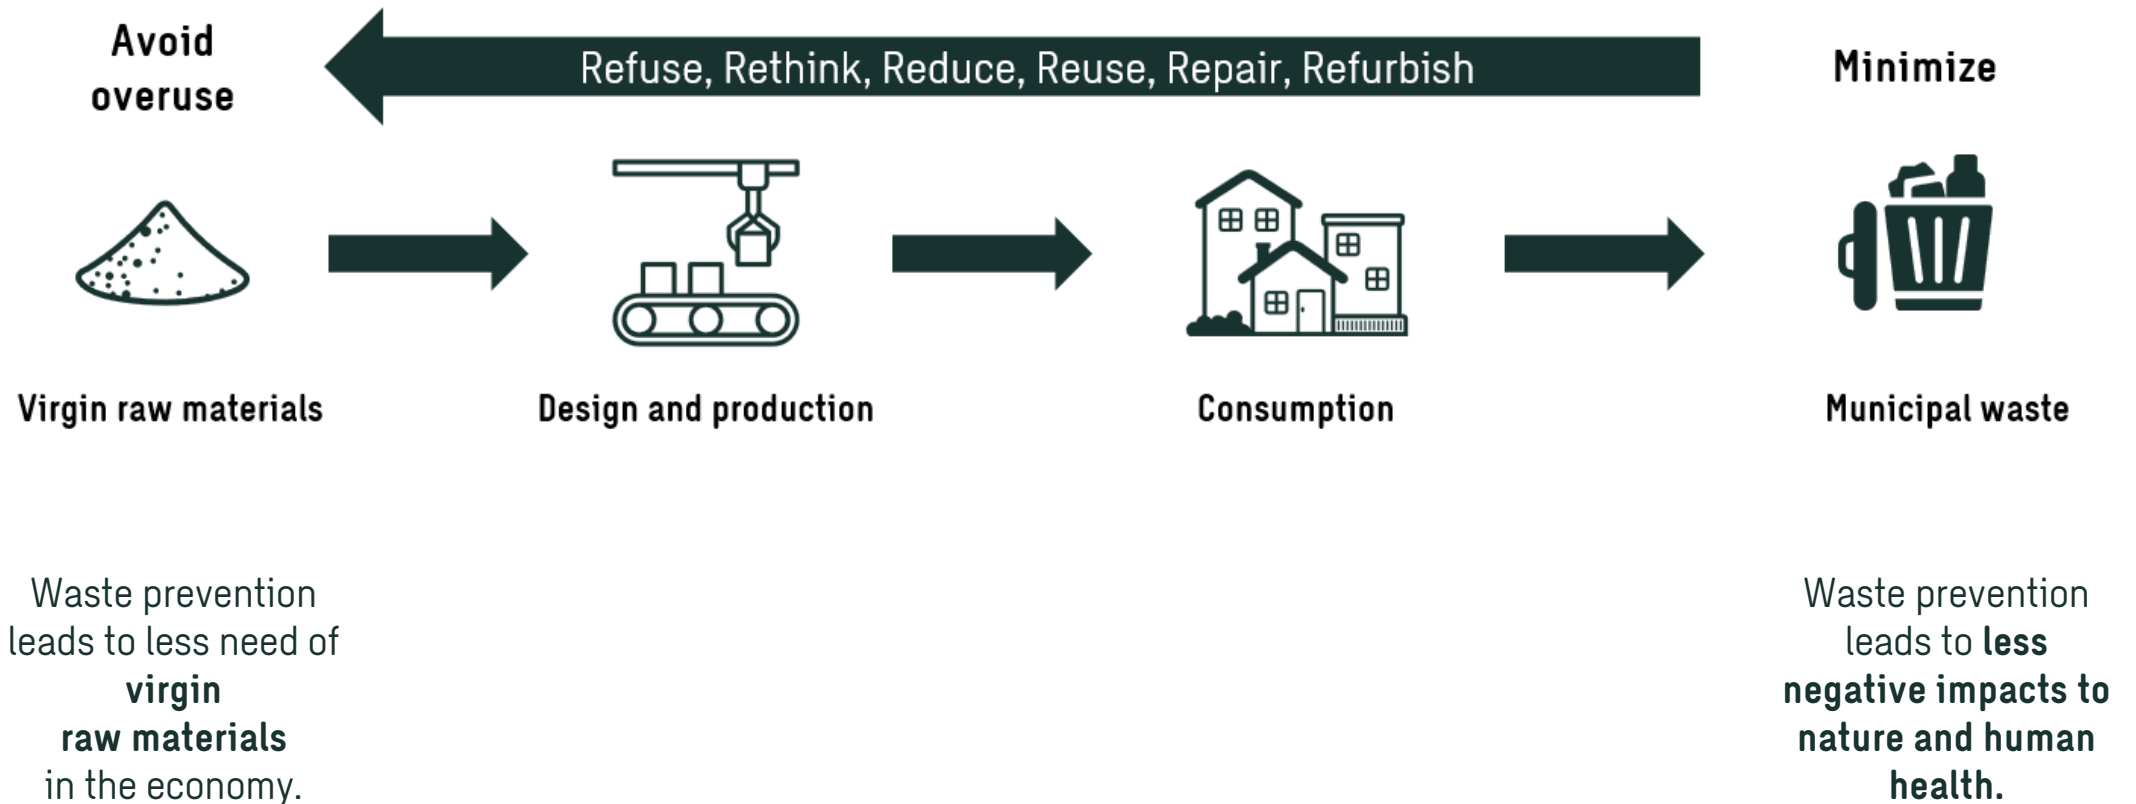 Avoid
overuse
Refuse, Rethink, Reduce, Reuse, Repair, Refurbish
Minimize
Virgin raw materials
Design and production
Consumption
Municipal waste
Waste prevention
leads to less need of
virgin
raw materials
in the economy.
Waste prevention
leads to less
negative impacts to
nature and human
health.